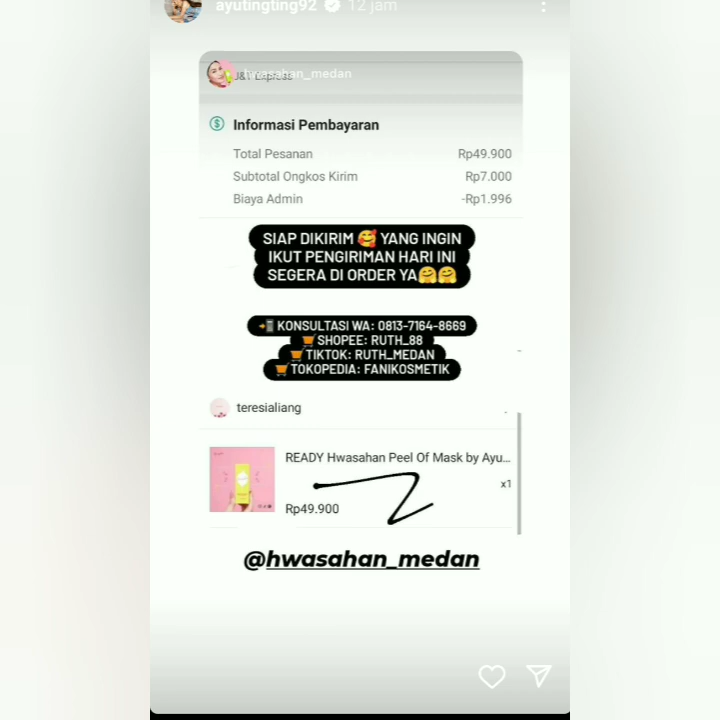 ayutingting92 12 jam
hwasahan_medan
J&T Express
Informasi Pembayaran
Total Pesanan Rp49.900
Subtotal Ongkos Kirim Rp7.000
Biaya Admin -Rp1.996
SIAP DIKIRIM 🥰 YANG INGIN
IKUT PENGIRIMAN HARI INI
SEGERA DI ORDER YA🤗🤗
📲 KONSULTASI WA: 0813-7164-8669
🛒SHOPEE: RUTH_88
🛒TIKTOK: RUTH_MEDAN
🛒TOKOPEDIA: FANIKOSMETIK
teresialiang
READY Hwasahan Peel Of Mask by Ayu...
x1
Rp49.900
@hwasahan_medan